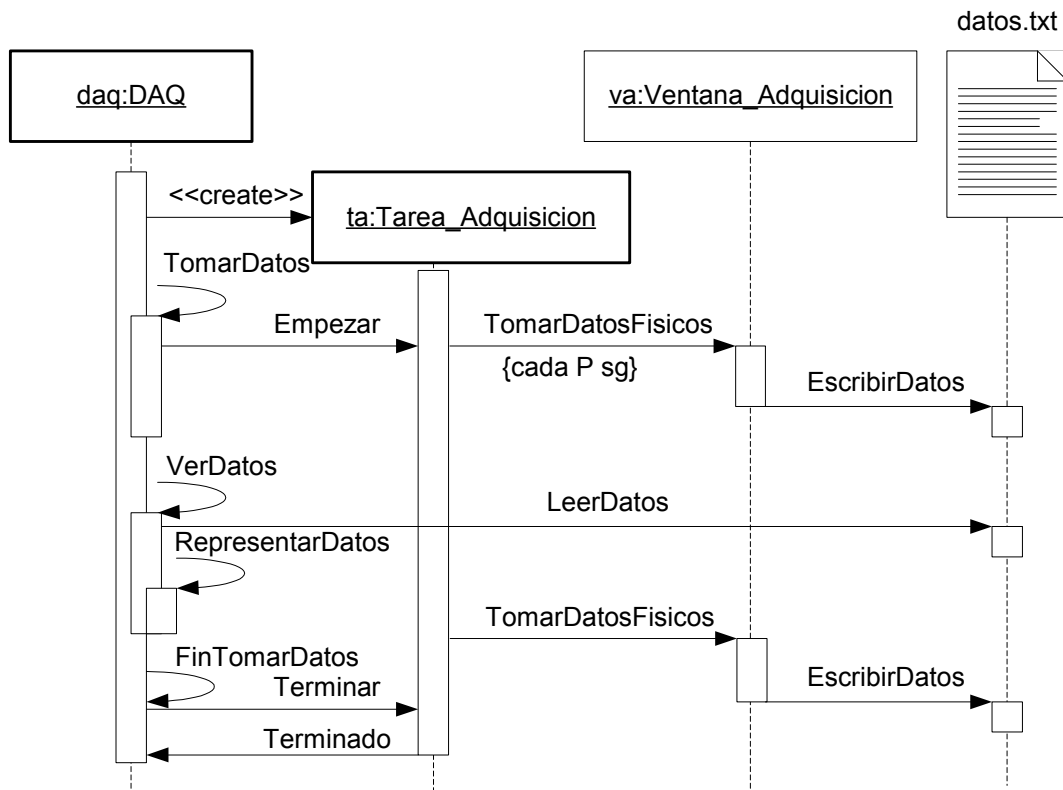 datos.txt
daq:DAQ
va:Ventana_Adquisicion
<<create>>
ta:Tarea_Adquisicion
TomarDatos
Empezar
TomarDatosFisicos
{cada P sg}
EscribirDatos
VerDatos
LeerDatos
RepresentarDatos
TomarDatosFisicos
FinTomarDatos
Terminar
EscribirDatos
Terminado